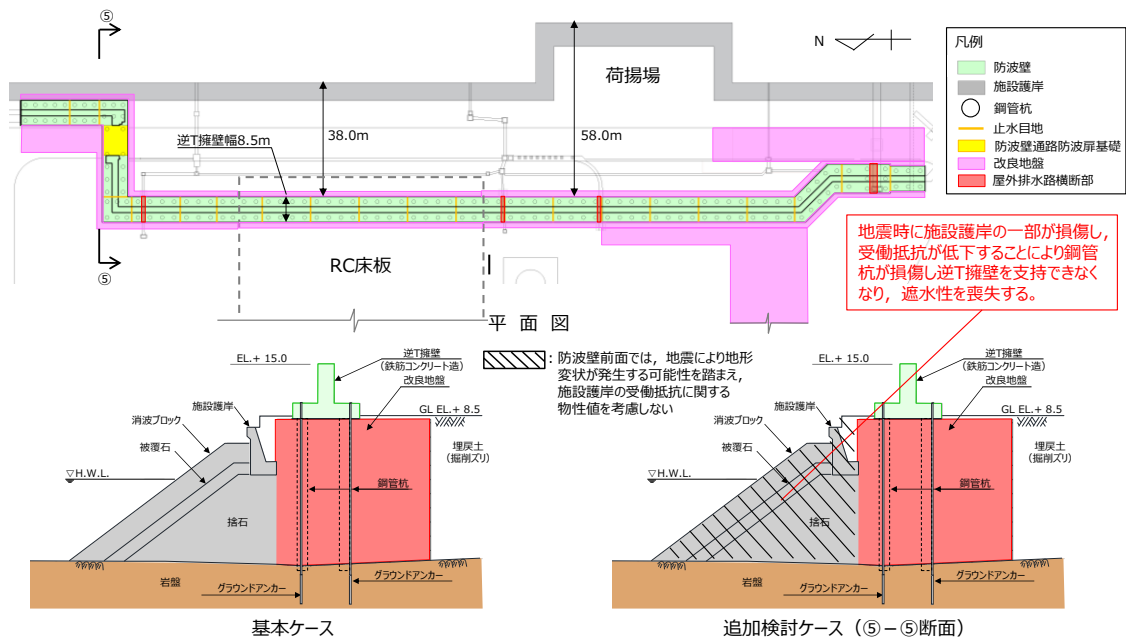 ⑤
N
凡例
防波壁
施設護岸
鋼管杭
止水目地
防波壁通路防波扉基礎
改良地盤
屋外排水路横断部
荷揚場
逆T擁壁幅8.5m
38.0m
58.0m
RC床板
⑤
平 面 図
地震時に施設護岸の一部が損傷し，
受働抵抗が低下することにより鋼管
杭が損傷し逆T擁壁を支持できなく
なり，遮水性を喪失する。
：防波壁前面では，地震により地形
変状が発生する可能性を踏まえ，
施設護岸の受働抵抗に関する
物性値を考慮しない
EL.+ 15.0
逆T擁壁
(鉄筋コンクリート造)
改良地盤
施設護岸
GL EL.+ 8.5
消波ブロック
被覆石
埋戻土
(掘削ズリ)
▽H.W.L.
鋼管杭
捨石
グラウンドアンカー
岩盤
グラウンドアンカー
基本ケース
EL.+ 15.0
逆T擁壁
(鉄筋コンクリート造)
改良地盤
施設護岸
GL EL.+ 8.5
消波ブロック
被覆石
埋戻土
(掘削ズリ)
▽H.W.L.
鋼管杭
捨石
グラウンドアンカー
岩盤
グラウンドアンカー
追加検討ケース（⑤－⑤断面）